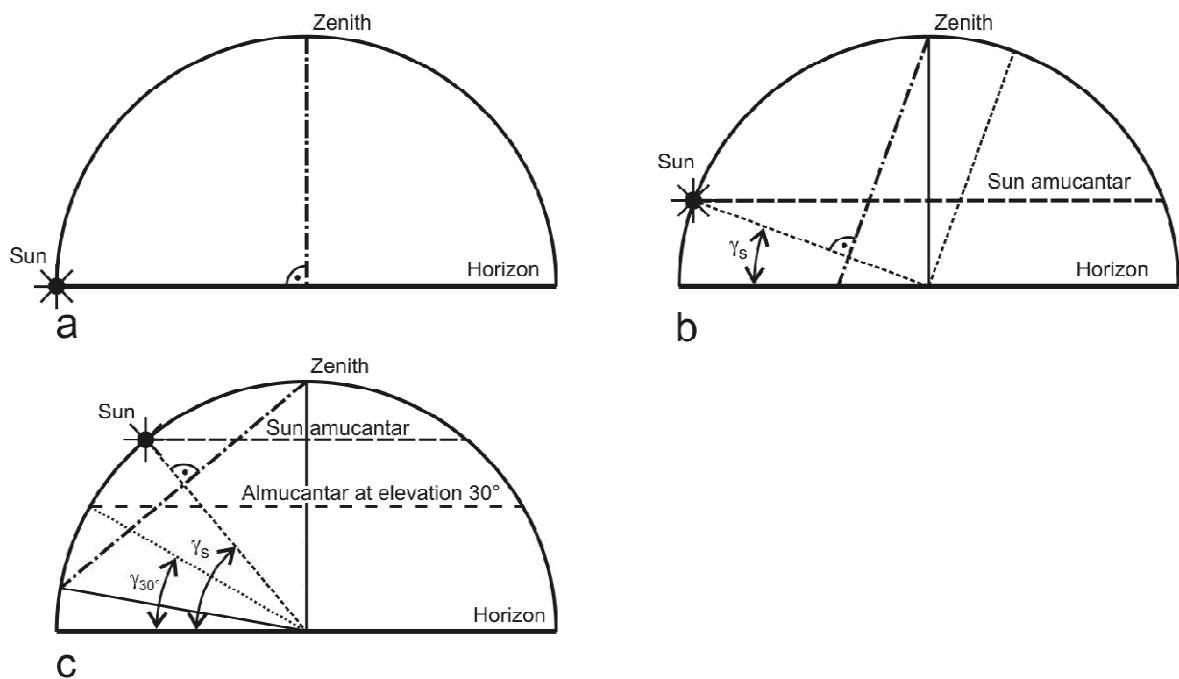 Zenith
Sun
Horizon
a
Zenith
Sun
Sun amucantar
γS
Horizon
b
Zenith
Sun
Sun amucantar
Almucantar at elevation 30°
γS
γ30°
Horizon
c